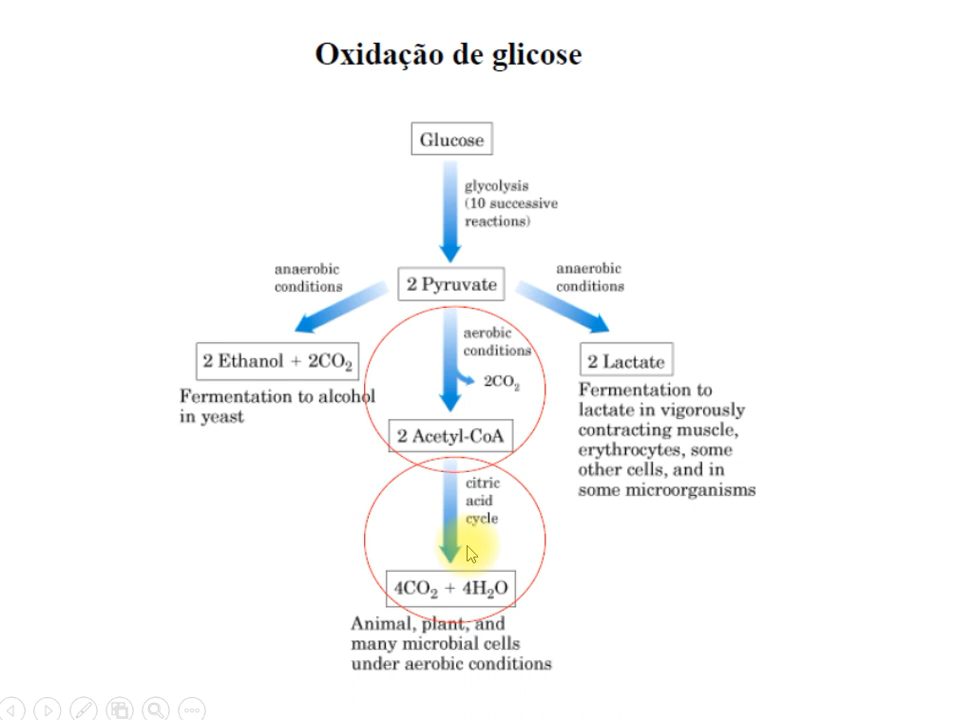 Oxidação de glicose
Glucose
glycolysis
(10 successive
reactions)
anaerobic
conditions
2 Pyruvate
anaerobic
conditions
2 Ethanol + 2CO₂
Fermentation to alcohol
in yeast
aerobic
conditions
2CO₂
2 Lactate
Fermentation to
lactate in vigorously
contracting muscle,
erythrocytes, some
other cells, and in
some microorganisms
2 Acetyl-CoA
citric
acid
cycle
4CO₂ + 4H₂O
Animal, plant, and
many microbial cells
under aerobic conditions